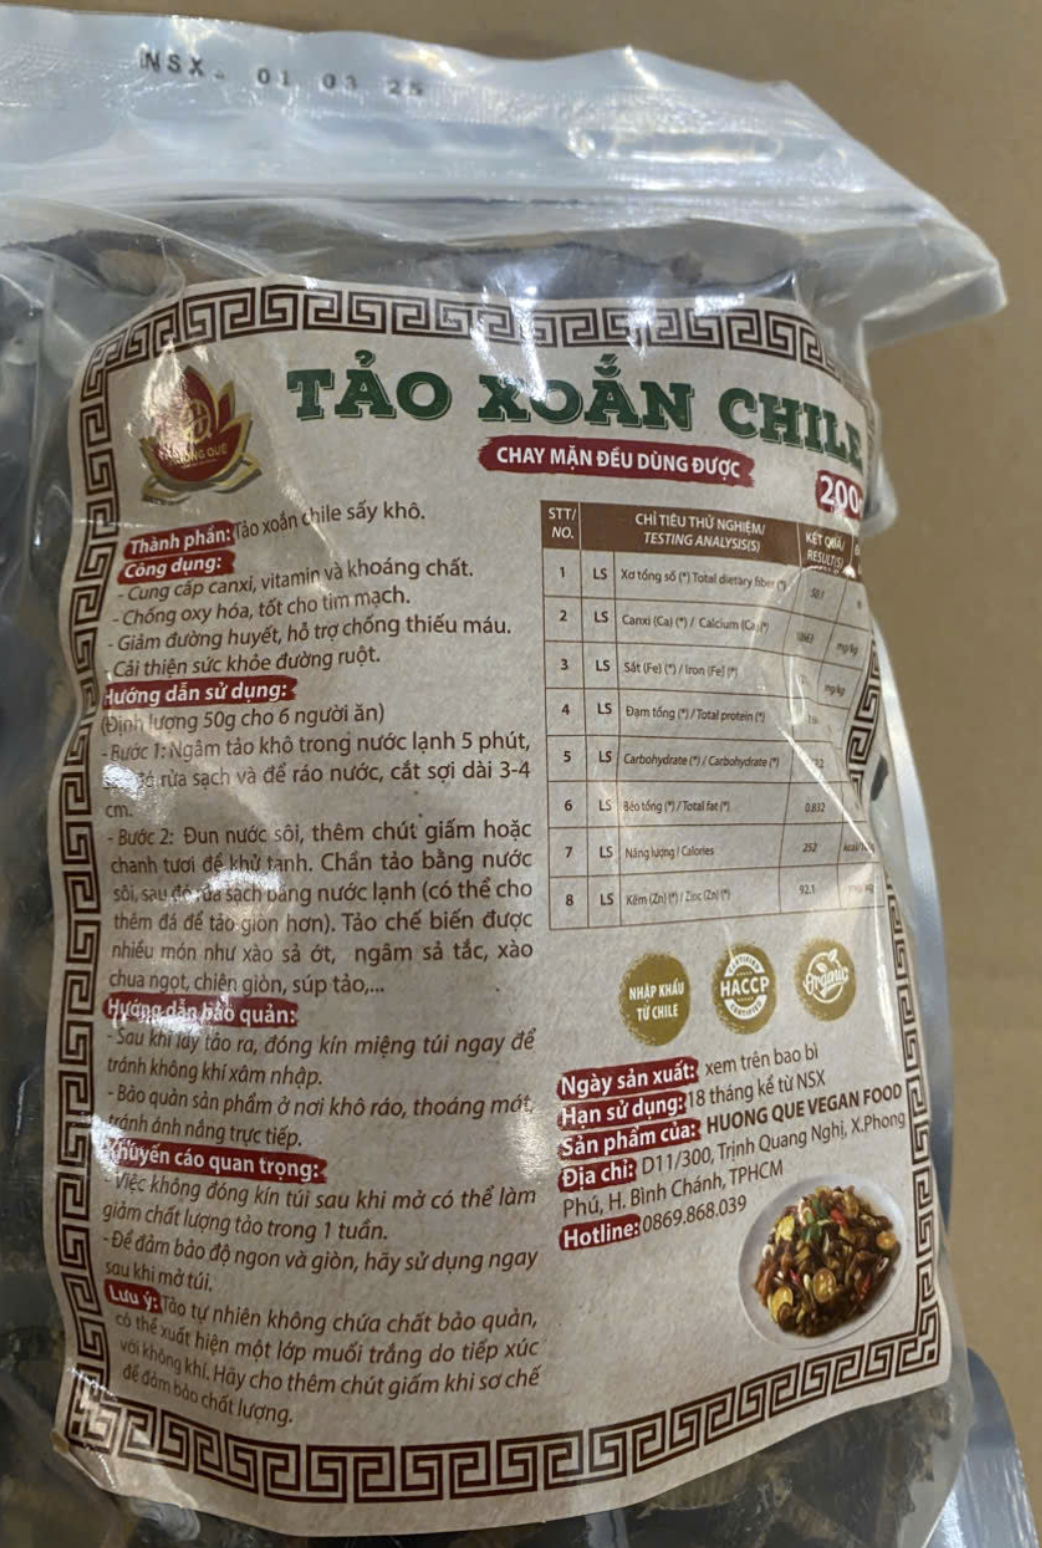 NSX. 01 03 25
TẢO XOẮN CHILE
CHAY MẶN ĐỀU DÙNG ĐƯỢC
200
HƯƠNG QUÊ
Thành phần: Tảo xoắn chile sấy khô.
Công dụng:
- Cung cấp canxi, vitamin và khoáng chất.
- Chống oxy hóa, tốt cho tim mạch.
- Giảm đường huyết, hỗ trợ chống thiếu máu.
- Cải thiện sức khỏe đường ruột.
Hướng dẫn sử dụng:
(Định lượng 50g cho 6 người ăn)
- Bước 1: Ngâm tảo khô trong nước lạnh 5 phút,
rửa sạch và để ráo nước, cắt sợi dài 3-4
cm.
- Bước 2: Đun nước sôi, thêm chút giấm hoặc
chanh tươi để khử tanh. Chần tảo bằng nước
sôi, sau đó rửa sạch bằng nước lạnh (có thể cho
thêm đá để tảo giòn hơn). Tảo chế biến được
nhiều món như xào sả ớt, ngâm sả tắc, xào
chua ngọt, chiên giòn, súp tảo,...
Hướng dẫn bảo quản:
- Sau khi lấy tảo ra, đóng kín miệng túi ngay để
tránh không khí xâm nhập.
- Bảo quản sản phẩm ở nơi khô ráo, thoáng mát,
tránh ánh nắng trực tiếp.
Khuyến cáo quan trọng:
- Việc không đóng kín túi sau khi mở có thể làm
giảm chất lượng tảo trong 1 tuần.
- Để đảm bảo độ ngon và giòn, hãy sử dụng ngay
sau khi mở túi.
Lưu ý: Tảo tự nhiên không chứa chất bảo quản,
có thể xuất hiện một lớp muối trắng do tiếp xúc
với không khí. Hãy cho thêm chút giấm khi sơ chế
để đảm bảo chất lượng.
STT/ NO. CHỈ TIÊU THỬ NGHIỆM/ TESTING ANALYSIS(S) KẾT QUẢ/ RESULT(S)
1 LS Xơ tổng số (*) Total dietary fiber (*)
2 LS Canxi (Ca) (*) / Calcium (Ca) (*) mg/kg
3 LS Sắt (Fe) (*) / Iron (Fe) (*) mg/kg
4 LS Đạm tổng (*) / Total protein (*)
5 LS Carbohydrate (*) / Carbohydrate (*)
6 LS Béo tổng (*) / Total fat (*) 0.832
7 LS Năng lượng / Calories 252
8 LS Kẽm (Zn) (*) / Zinc (Zn) (*) 92.1
NHẬP KHẨU
TỪ CHILE
CERTIFIED
HACCP
CERTIFIED
Organic
Ngày sản xuất: xem trên bao bì
Hạn sử dụng: 18 tháng kể từ NSX
Sản phẩm của: HUONG QUE VEGAN FOOD
Địa chỉ: D11/300, Trịnh Quang Nghị, X.Phong
Phú, H. Bình Chánh, TPHCM
Hotline: 0869.868.039